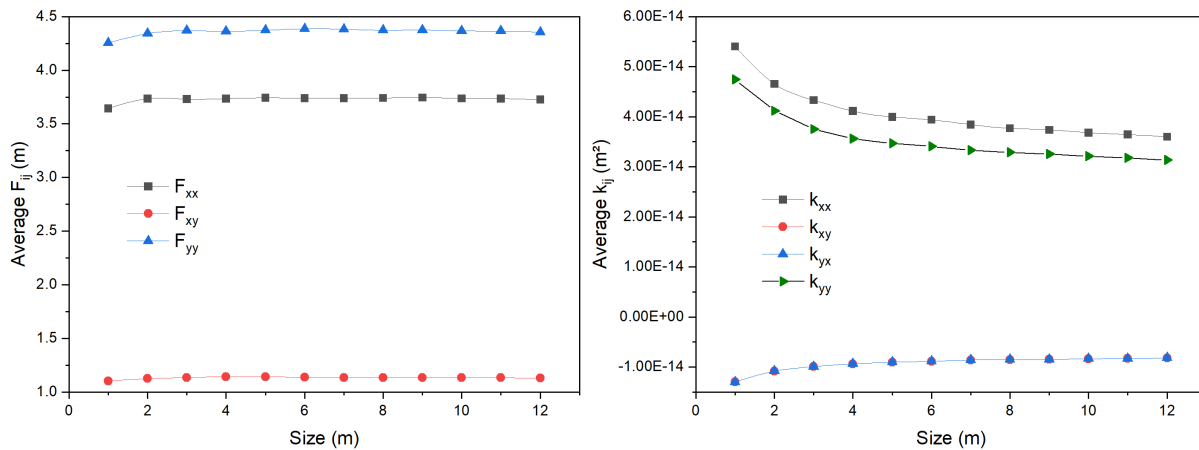 4.5
4.0
3.5
3.0
2.5
2.0
1.5
1.0
Average F_ij (m)
F_xx
F_xy
F_yy
0 2 4 6 8 10 12
Size (m)
6.00E-14
5.00E-14
4.00E-14
3.00E-14
2.00E-14
1.00E-14
0.00E+00
-1.00E-14
Average k_ij (m²)
k_xx
k_xy
k_yx
k_yy
0 2 4 6 8 10 12
Size (m)